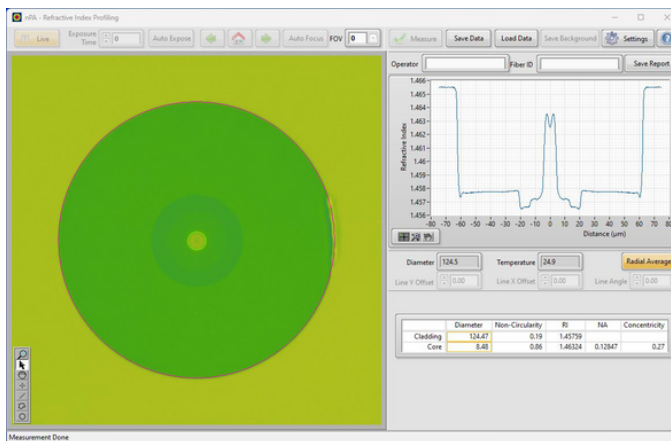 nPA - Refractive Index Profiling
Live Exposure Time 0 Auto Expose Auto Focus FOV 0 Measure Save Data Load Data Save Background Settings
Operator Fiber ID Save Report
Refractive Index
1.466
1.465
1.464
1.463
1.462
1.461
1.460
1.459
1.458
1.457
1.456
-80 -70 -60 -50 -40 -30 -20 -10 0 10 20 30 40 50 60 70 80
Distance (µm)
Diameter 124.5 Temperature 24.9 Radial Average
Line Y Offset 0.00 Line X Offset 0.00 Line Angle 0.00
Diameter Non-Circularity RI NA Concentricity
Cladding 124.47 0.19 1.45759
Core 8.48 0.86 1.46324 0.12847 0.27
Measurement Done